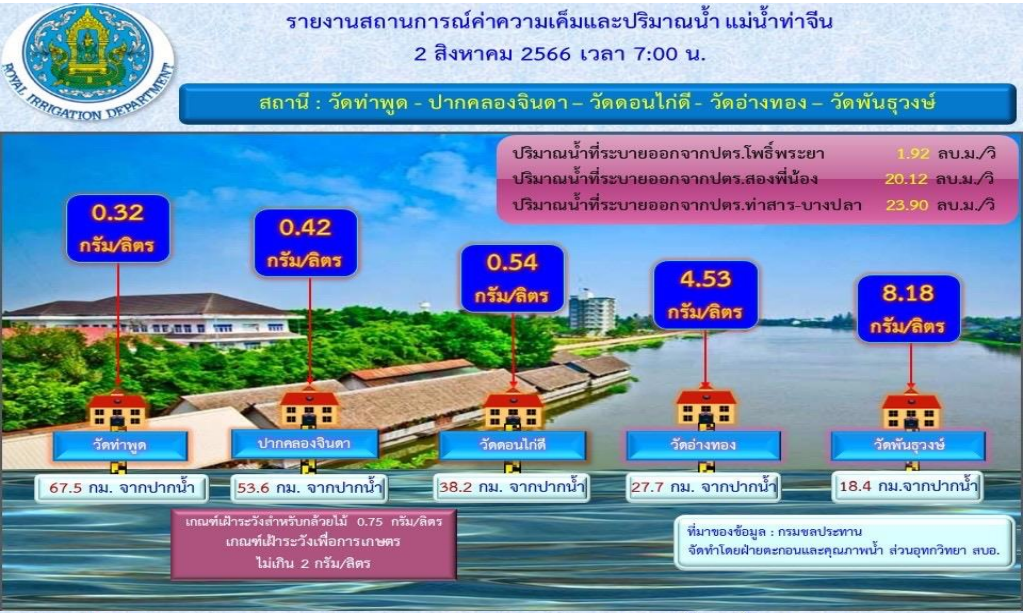 รายงานสถานการณ์ค่าความเค็มและปริมาณน้ำ แม่น้ำท่าจีน
2 สิงหาคม 2566 เวลา 7:00 น.
ROYAL IRRIGATION DEPARTMENT
สถานี : วัดท่าพูด - ปากคลองจินดา – วัดดอนไก่ดี - วัดอ่างทอง – วัดพันธุวงษ์
ปริมาณน้ำที่ระบายออกจากปตร.โพธิ์พระยา 1.92 ลบ.ม./วิ
ปริมาณน้ำที่ระบายออกจากปตร.สองพี่น้อง 20.12 ลบ.ม./วิ
ปริมาณน้ำที่ระบายออกจากปตร.ท่าสาร-บางปลา 23.90 ลบ.ม./วิ
0.32
กรัม/ลิตร
0.42
กรัม/ลิตร
0.54
กรัม/ลิตร
4.53
กรัม/ลิตร
8.18
กรัม/ลิตร
วัดท่าพูด
ปากคลองจินดา
วัดดอนไก่ดี
วัดอ่างทอง
วัดพันธุวงษ์
67.5 กม. จากปากน้ำ
53.6 กม. จากปากน้ำ
38.2 กม. จากปากน้ำ
27.7 กม. จากปากน้ำ
18.4 กม.จากปากน้ำ
เกณฑ์เฝ้าระวังสำหรับกล้วยไม้ 0.75 กรัม/ลิตร
เกณฑ์เฝ้าระวังเพื่อการเกษตร
ไม่เกิน 2 กรัม/ลิตร
ที่มาของข้อมูล : กรมชลประทาน
จัดทำโดยฝ่ายตะกอนและคุณภาพน้ำ ส่วนอุทกวิทยา สบอ.